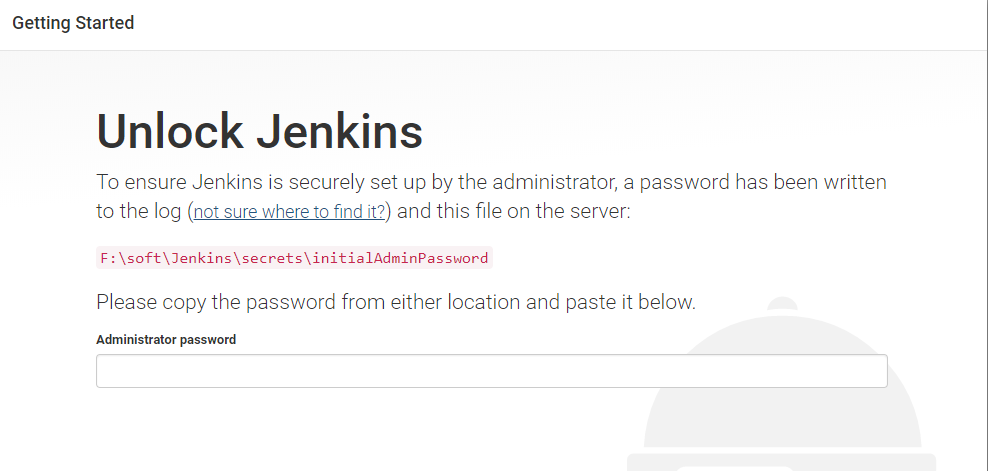 Getting Started
Unlock Jenkins
To ensure Jenkins is securely set up by the administrator, a password has been written
to the log (not sure where to find it?) and this file on the server:
F:\soft\Jenkins\secrets\initialAdminPassword
Please copy the password from either location and paste it below.
Administrator password